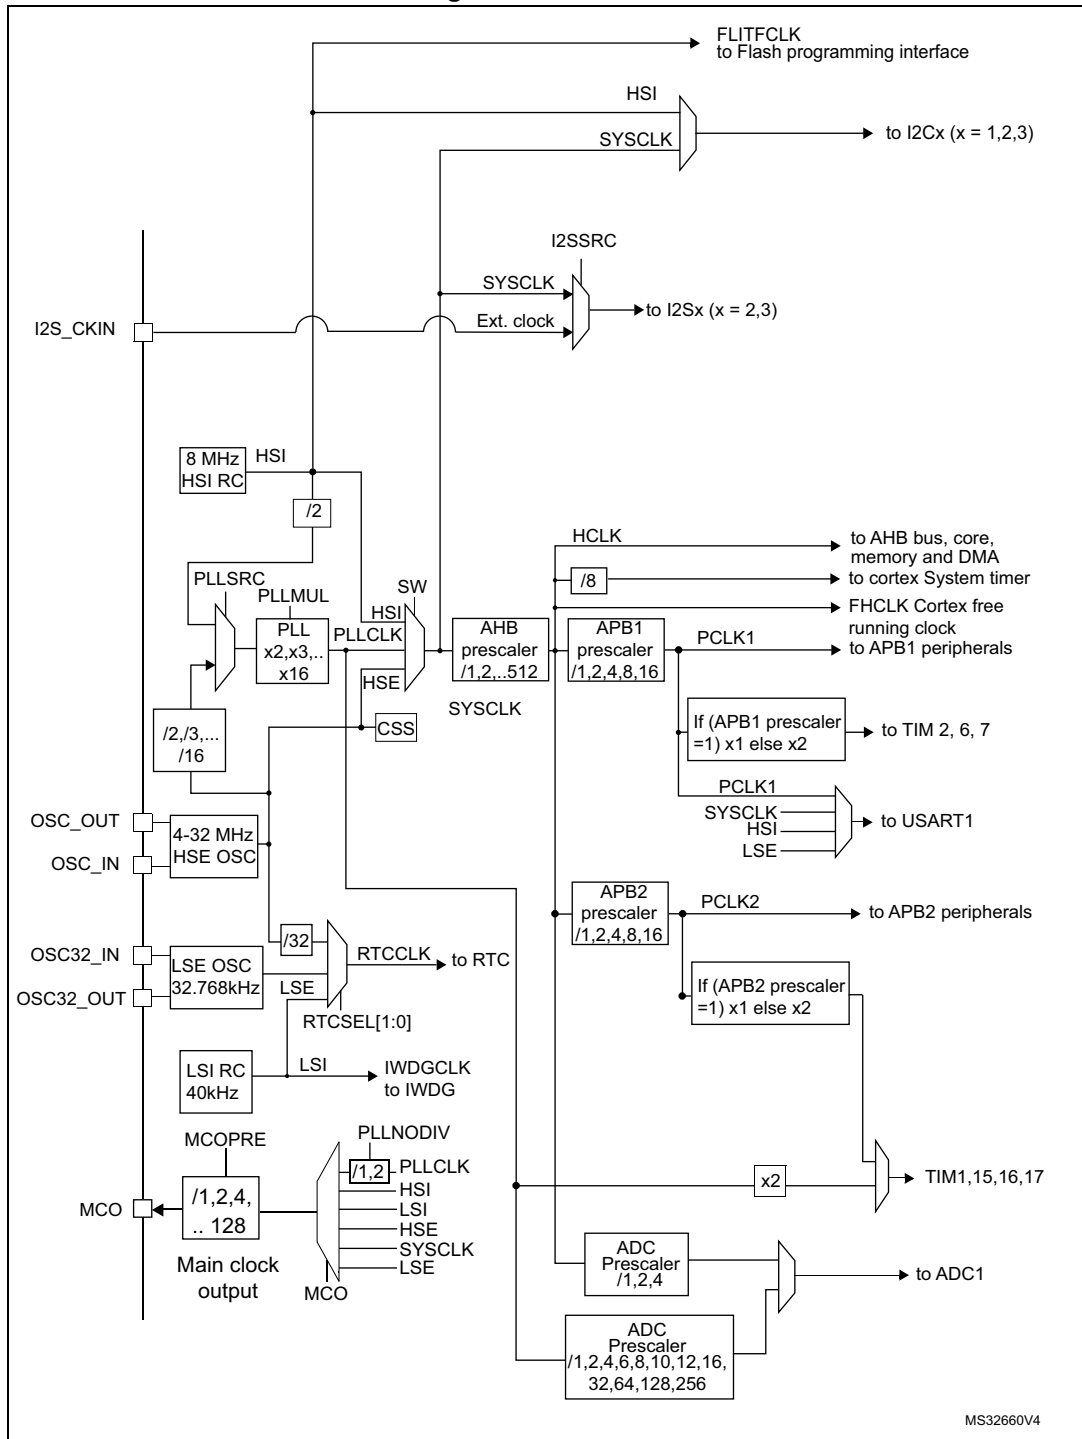 FLITFCLK
to Flash programming interface
HSI
to I2Cx (x = 1,2,3)
SYSCLK
I2SSRC
SYSCLK
to I2Sx (x = 2,3)
I2S_CKIN
Ext. clock
8 MHz
HSI RC
HSI
/2
HCLK
to AHB bus, core,
memory and DMA
/8
to cortex System timer
PLLSRC
PLLMUL
SW
FHCLK Cortex free
running clock
HSI
PLL
x2,x3,..
x16
PLLCLK
AHB
prescaler
/1,2,..512
APB1
prescaler
/1,2,4,8,16
PCLK1
to APB1 peripherals
HSE
SYSCLK
/2,/3,...
/16
CSS
If (APB1 prescaler
=1) x1 else x2
to TIM 2, 6, 7
PCLK1
SYSCLK
HSI
LSE
to USART1
OSC_OUT
OSC_IN
4-32 MHz
HSE OSC
APB2
prescaler
/1,2,4,8,16
PCLK2
to APB2 peripherals
/32
OSC32_IN
OSC32_OUT
LSE OSC
32.768kHz
LSE
RTCCLK
to RTC
RTCSEL[1:0]
If (APB2 prescaler
=1) x1 else x2
LSI RC
40kHz
LSI
IWDGCLK
to IWDG
MCOPRE
PLLNODIV
/1,2
PLLCLK
HSI
LSI
HSE
SYSCLK
LSE
MCO
/1,2,4,
.. 128
Main clock
output
MCO
x2
TIM1,15,16,17
ADC
Prescaler
/1,2,4
to ADC1
ADC
Prescaler
/1,2,4,6,8,10,12,16,
32,64,128,256
MS32660V4